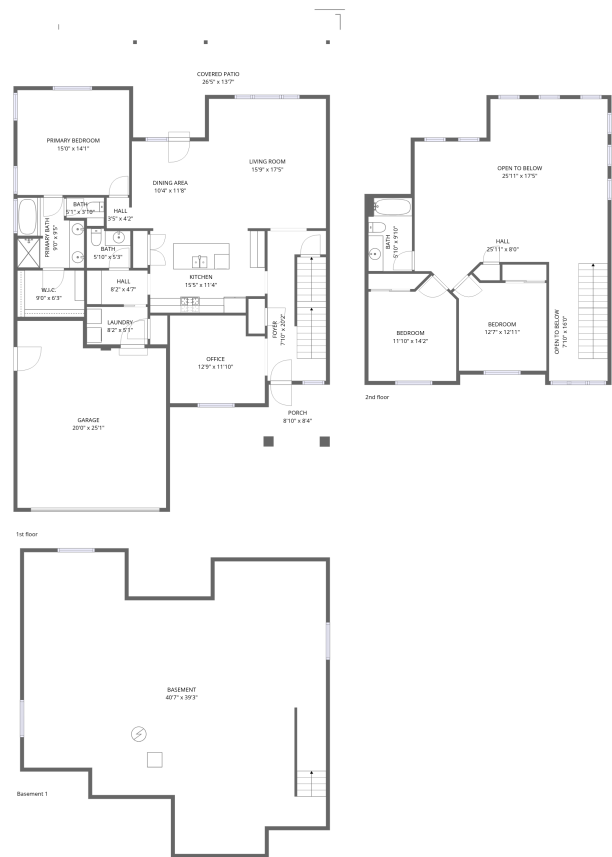 COVERED PATIO
26'5" x 13'7"
PRIMARY BEDROOM
15'0" x 14'1"
LIVING ROOM
15'9" x 17'5"
DINING AREA
10'4" x 11'8"
BATH
5'1" x 3'10"
HALL
3'5" x 4'2"
PRIMARY BATH
9'0" x 9'5"
BATH
5'10" x 5'3"
KITCHEN
15'5" x 11'4"
W.I.C.
9'0" x 6'3"
HALL
8'2" x 4'7"
LAUNDRY
8'2" x 5'1"
FOYER
7'10" x 20'2"
OFFICE
12'9" x 11'10"
PORCH
8'10" x 8'4"
GARAGE
20'0" x 25'1"
1st floor
OPEN TO BELOW
25'11" x 17'5"
BATH
5'10" x 9'10"
HALL
25'11" x 8'0"
BEDROOM
11'10" x 14'2"
BEDROOM
12'7" x 12'11"
OPEN TO BELOW
7'10" x 16'0"
2nd floor
BASEMENT
40'7" x 39'3"
Basement 1